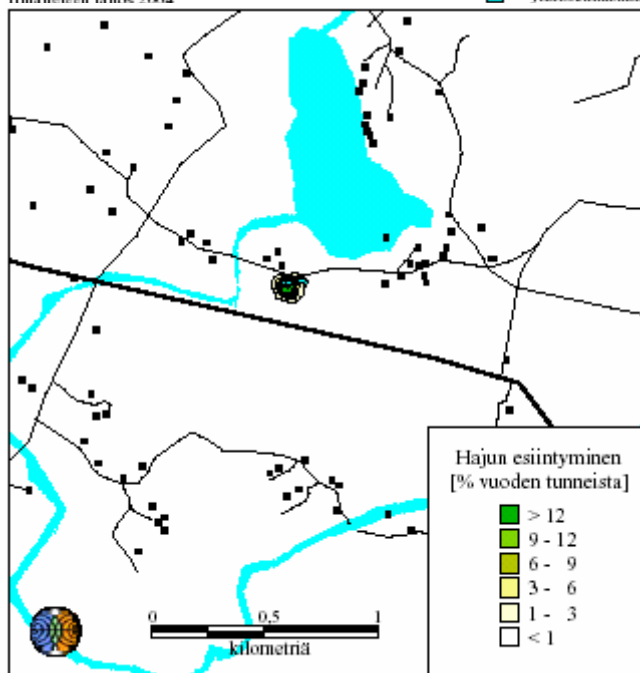 Hajun esiintyminen
[% vuoden tunneista]
> 12
9 - 12
6 - 9
3 - 6
1 - 3
< 1
0 0,5 1
kilometriä